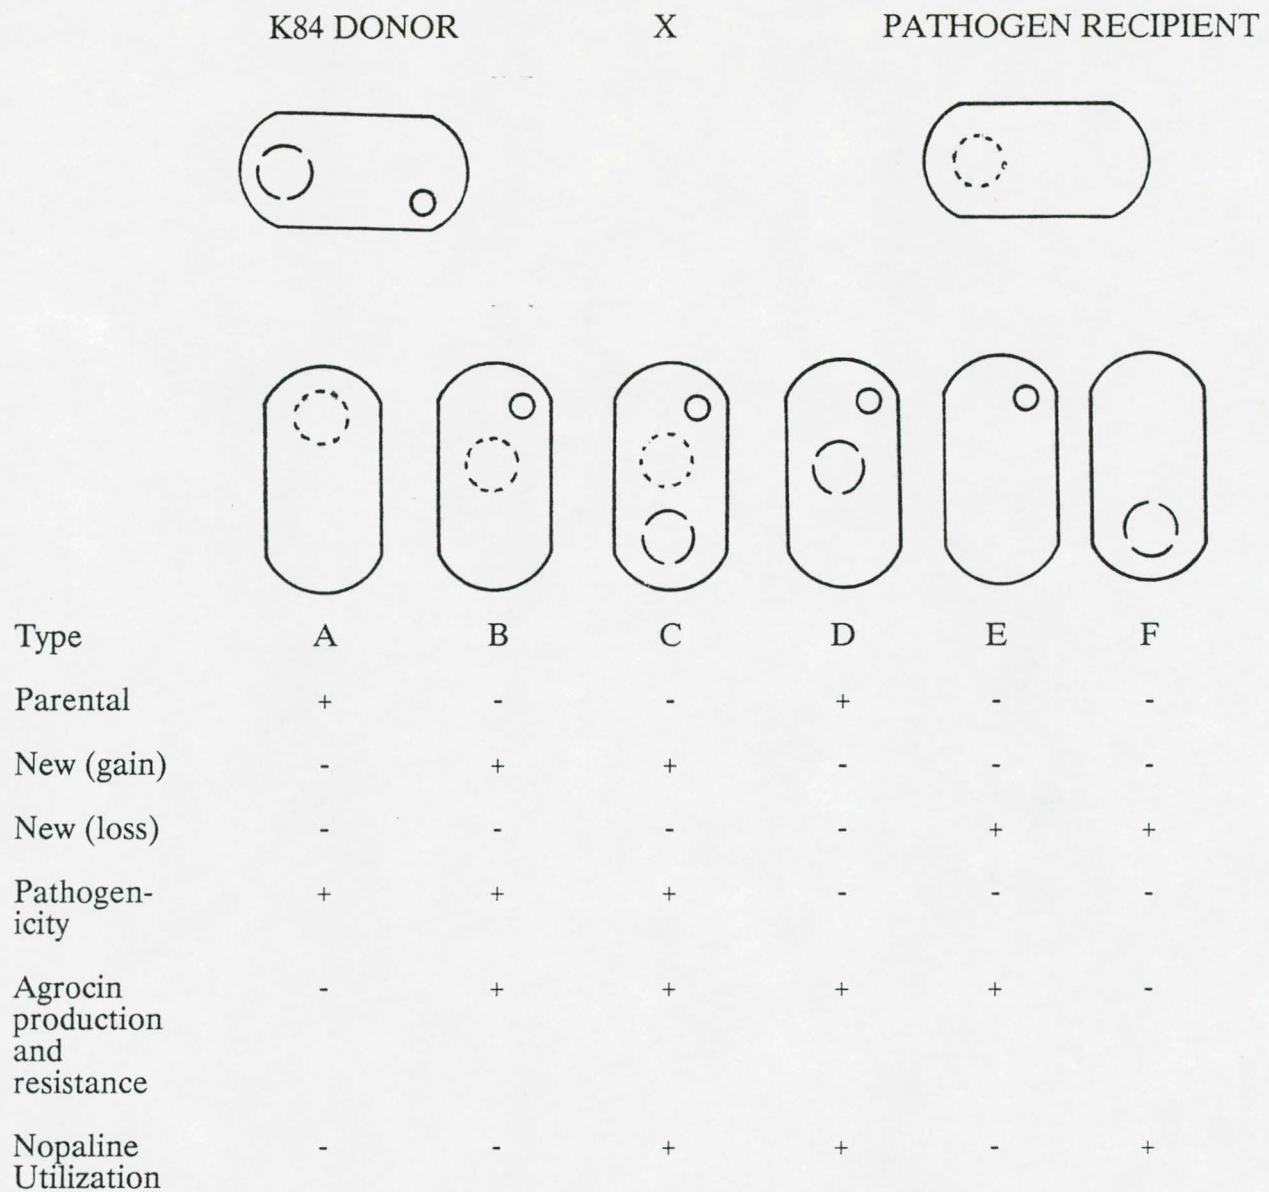 K84 DONOR X PATHOGEN RECIPIENT
Type A B C D E F
Parental + - - + - -
New (gain) - + + - - -
New (loss) - - - - + +
Pathogen-
icity + + + - - -
Agrocin - + + + + -
production
and
resistance
Nopaline - - + + - +
Utilization